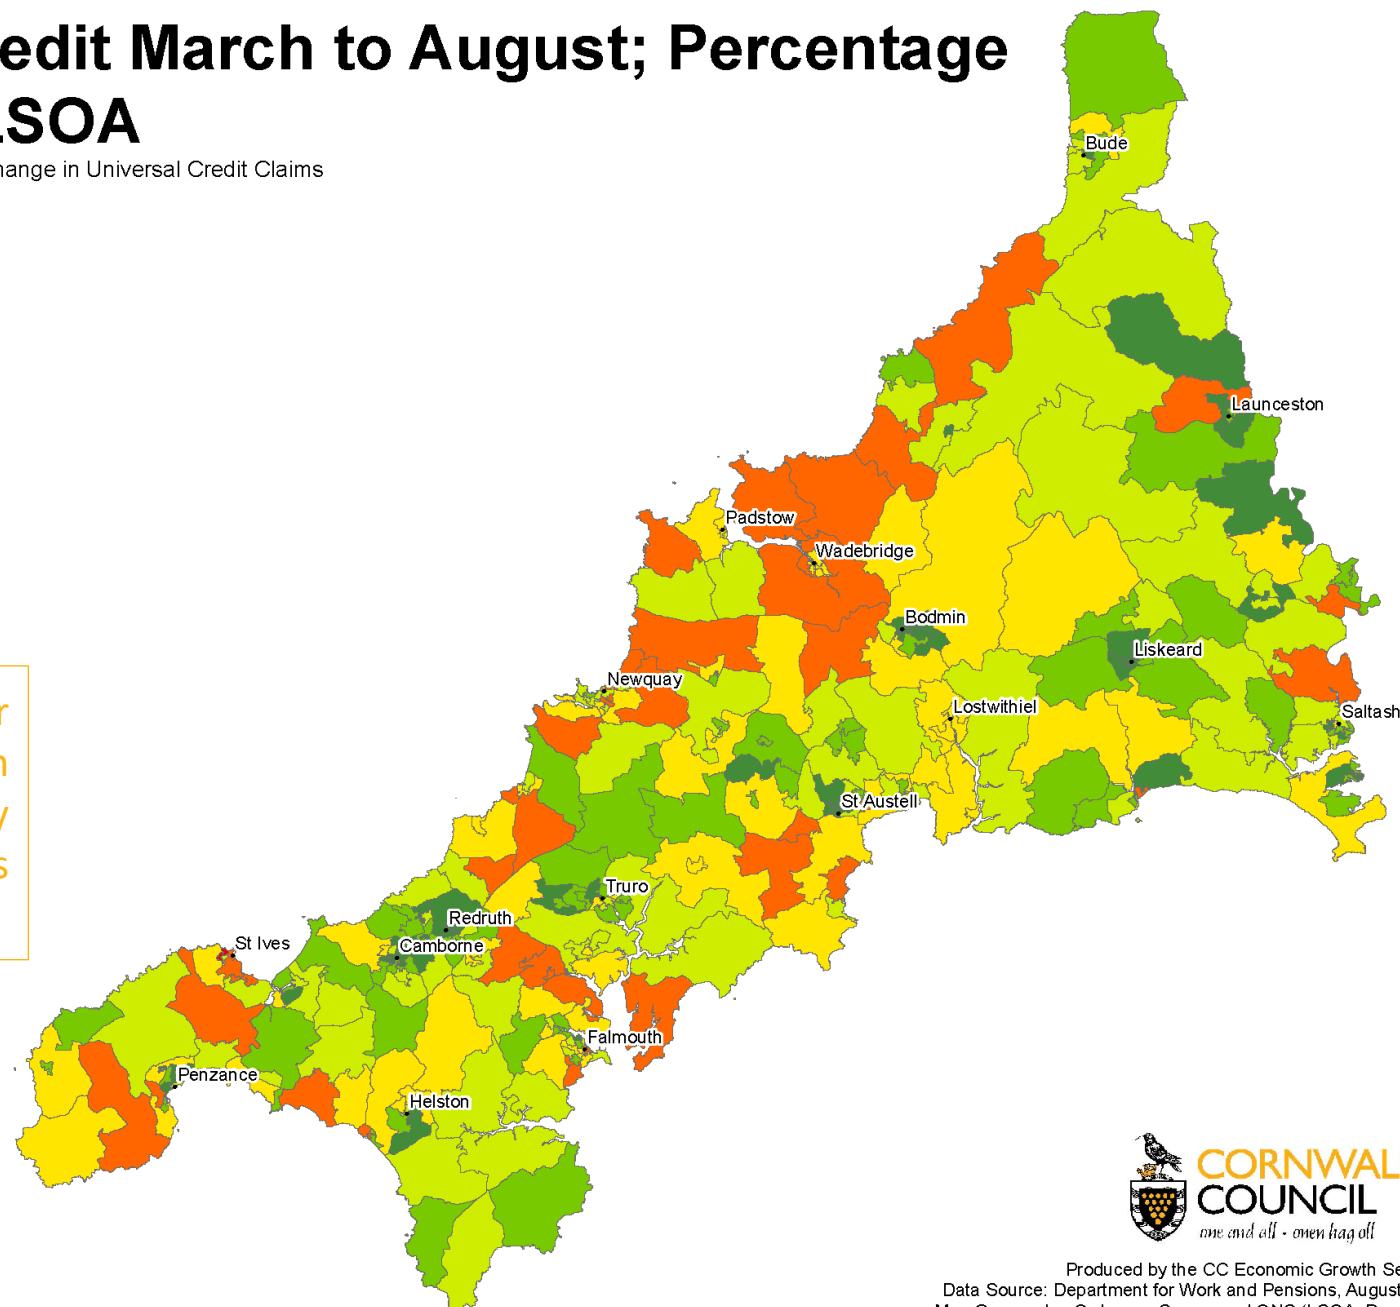 edit March to August; Percentage
LSOA
hange in Universal Credit Claims
Bude
Launceston
Padstow
Wadebridge
Bodmin
Liskeard
Newquay
Lostwithiel
Saltash
St Austell
r
n
y
s
Truro
Redruth
St Ives
Camborne
Falmouth
Penzance
Helston
CORNWAL
COUNCIL
one and all · onen hag oll
Produced by the CC Economic Growth Se
Data Source: Department for Work and Pensions, August